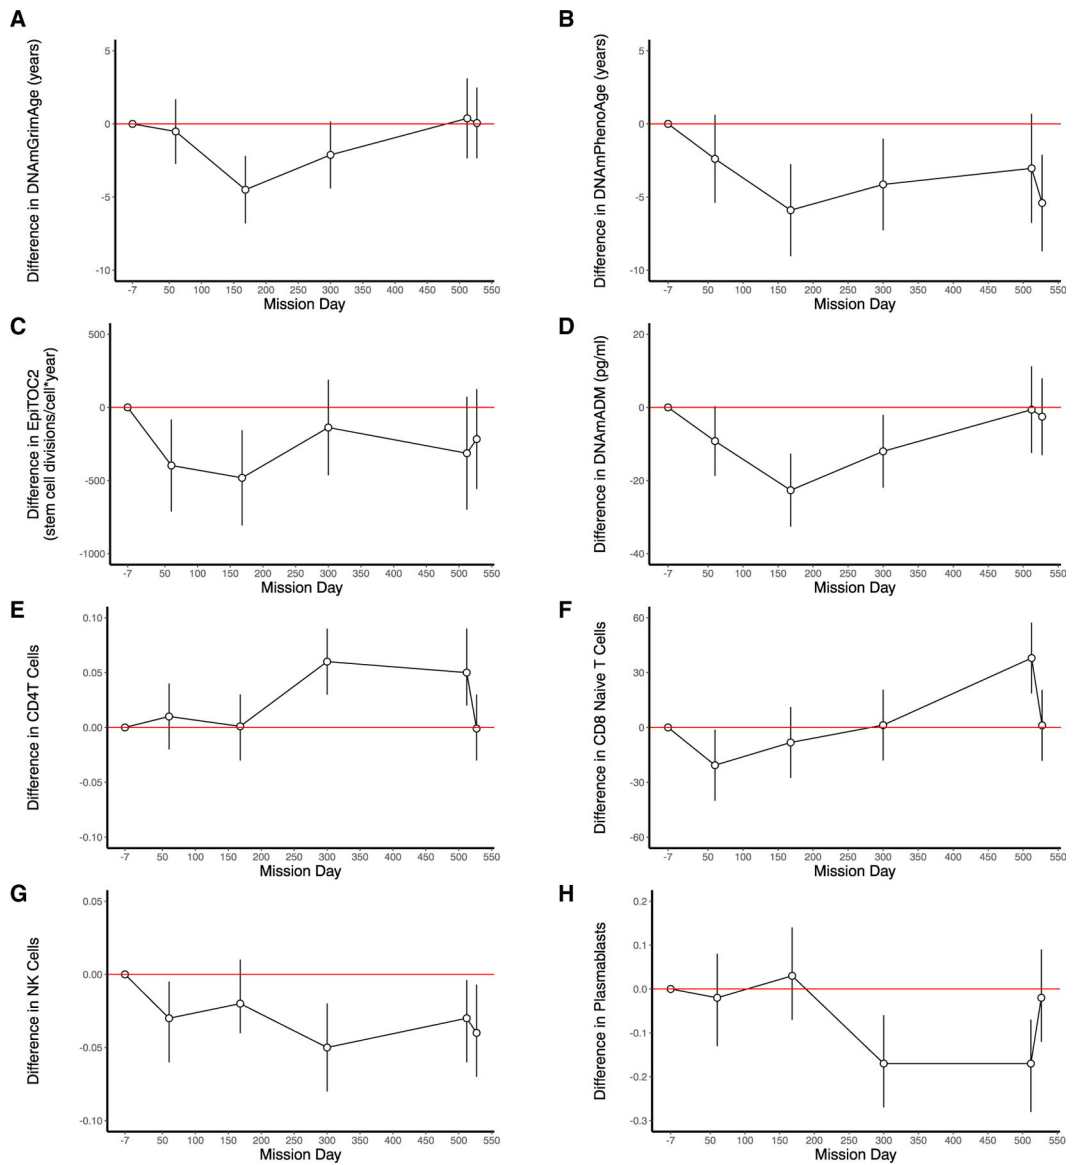 A
Difference in DNAmGrimAge (years)
5
0
-5
-10
-7 50 100 150 200 250 300 350 400 450 500 550
Mission Day
B
Difference in DNAmPhenoAge (years)
5
0
-5
-10
-7 50 100 150 200 250 300 350 400 450 500 550
Mission Day
C
Difference in EpiTOC2
(stem cell divisions/cell*year)
500
0
-500
-1000
-7 50 100 150 200 250 300 350 400 450 500 550
Mission Day
D
Difference in DNAmADM (pg/ml)
20
0
-20
-40
-7 50 100 150 200 250 300 350 400 450 500 550
Mission Day
E
Difference in CD4T Cells
0.10
0.05
0.00
-0.05
-0.10
-7 50 100 150 200 250 300 350 400 450 500 550
Mission Day
F
Difference in CD8 Naive T Cells
60
30
0
-30
-60
-7 50 100 150 200 250 300 350 400 450 500 550
Mission Day
G
Difference in NK Cells
0.05
0.00
-0.05
-0.10
-7 50 100 150 200 250 300 350 400 450 500 550
Mission Day
H
Difference in Plasmablasts
0.2
0.1
0.0
-0.1
-0.2
-0.3
-7 50 100 150 200 250 300 350 400 450 500 550
Mission Day